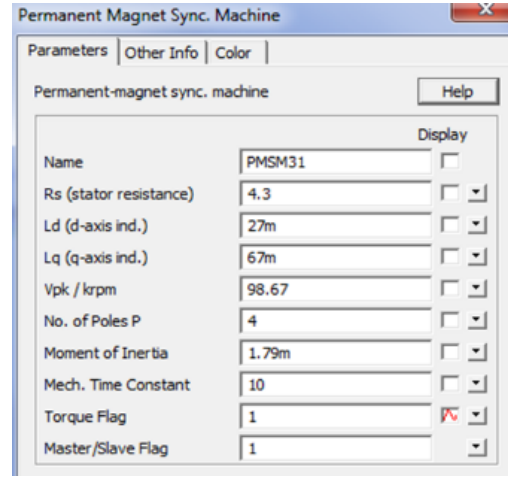 Permanent Magnet Sync. Machine
Parameters Other Info Color
Permanent-magnet sync. machine Help
Display
Name PMSM31
Rs (stator resistance) 4.3
Ld (d-axis ind.) 27m
Lq (q-axis ind.) 67m
Vpk / krpm 98.67
No. of Poles P 4
Moment of Inertia 1.79m
Mech. Time Constant 10
Torque Flag 1
Master/Slave Flag 1